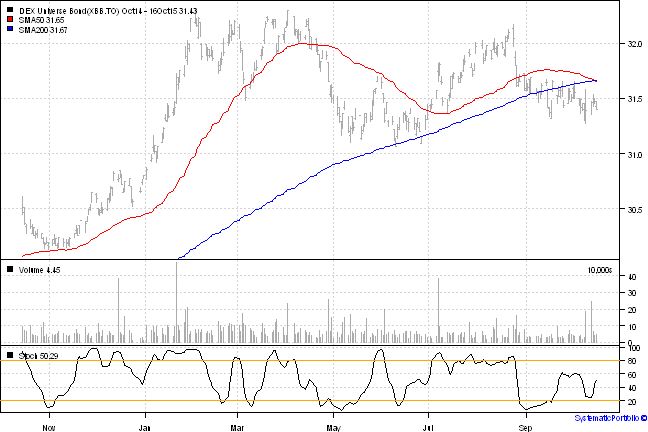 DEX Universe Bond(XBB.TO) Oct14 - 16Oct15 31.43
SMA50 31.65
SMA200 31.67
32.0
31.5
31.0
30.5
Volume 4.45
10,000s
40
30
20
10
0
Stoch 50.29
100
80
60
40
20
Nov
Jan
Mar
May
Jul
Sep
SystematicPortfolio ©